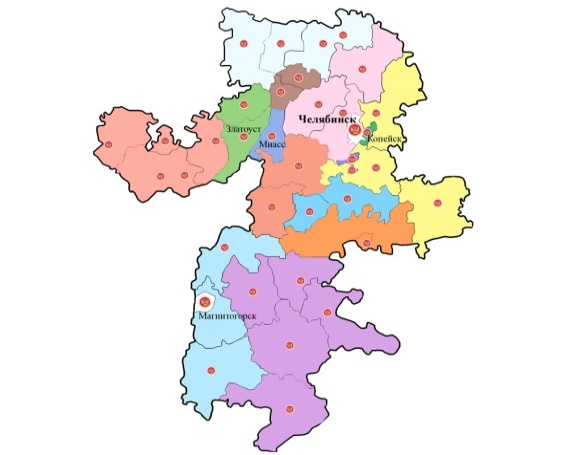 Челябинск
Златоуст
Копейск
Миасс
Магнитогорск